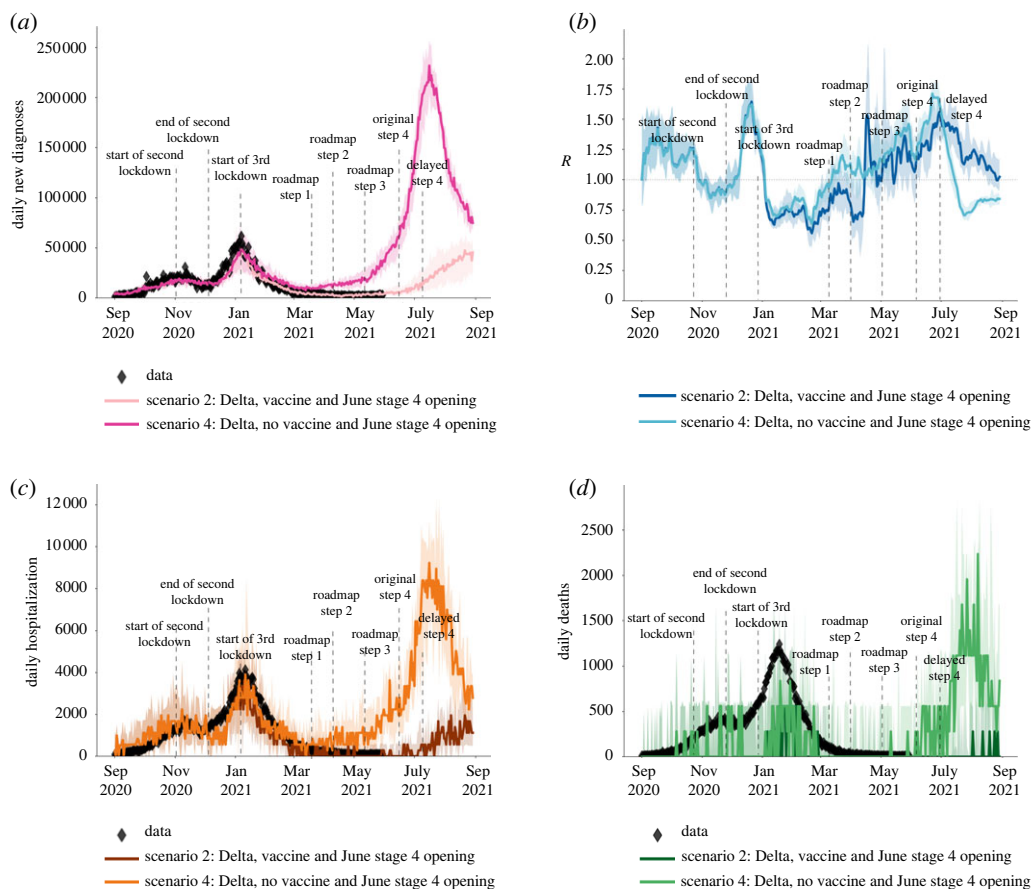 (a)
daily new diagnoses
250000
200000
150000
100000
50000
0
start of second
lockdown
end of second
lockdown
start of 3rd
lockdown
roadmap
step 1
roadmap
step 2
roadmap
step 3
original
step 4
delayed
step 4
Sep Nov Jan Mar May July Sep
2020 2020 2021 2021 2021 2021 2021
data
scenario 2: Delta, vaccine and June stage 4 opening
scenario 4: Delta, no vaccine and June stage 4 opening
(b)
R
2.00
1.75
1.50
1.25
1.00
0.75
0.50
0.25
0
start of second
lockdown
end of second
lockdown
start of 3rd
lockdown
roadmap
step 1
roadmap
step 2
roadmap
step 3
original
step 4
delayed
step 4
Sep Nov Jan Mar May July Sep
2020 2020 2021 2021 2021 2021 2021
scenario 2: Delta, vaccine and June stage 4 opening
scenario 4: Delta, no vaccine and June stage 4 opening
(c)
daily hospitalization
12000
10000
8000
6000
4000
2000
0
start of second
lockdown
end of second
lockdown
start of 3rd
lockdown
roadmap
step 1
roadmap
step 2
roadmap
step 3
original
step 4
delayed
step 4
Sep Nov Jan Mar May July Sep
2020 2020 2021 2021 2021 2021 2021
data
scenario 2: Delta, vaccine and June stage 4 opening
scenario 4: Delta, no vaccine and June stage 4 opening
(d)
daily deaths
2500
2000
1500
1000
500
0
start of second
lockdown
end of second
lockdown
start of 3rd
lockdown
roadmap
step 1
roadmap
step 2
roadmap
step 3
original
step 4
delayed
step 4
Sep Nov Jan Mar May July Sep
2020 2020 2021 2021 2021 2021 2021
data
scenario 2: Delta, vaccine and June stage 4 opening
scenario 4: Delta, no vaccine and June stage 4 opening